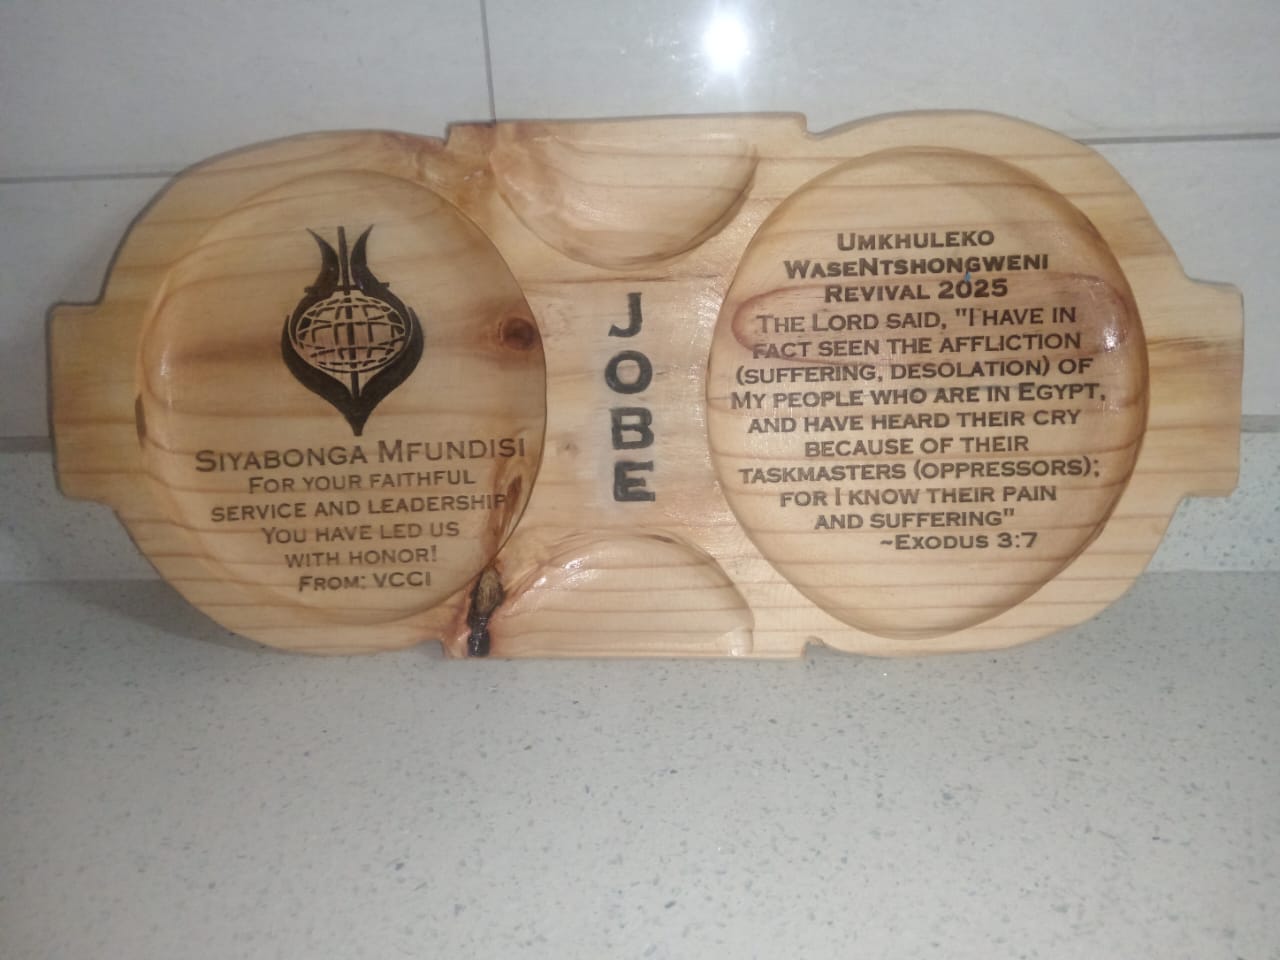 SIYABONGA MFUNDISI
FOR YOUR FAITHFUL
SERVICE AND LEADERSHIP
YOU HAVE LED US
WITH HONOR!
FROM: VCCI
J
O
B
E
UMKHULEKO
WASENTSHONGWENI
REVIVAL 2025
THE LORD SAID, "I HAVE IN
FACT SEEN THE AFFLICTION
(SUFFERING, DESOLATION) OF
MY PEOPLE WHO ARE IN EGYPT,
AND HAVE HEARD THEIR CRY
BECAUSE OF THEIR
TASKMASTERS (OPPRESSORS);
FOR I KNOW THEIR PAIN
AND SUFFERING"
~EXODUS 3:7